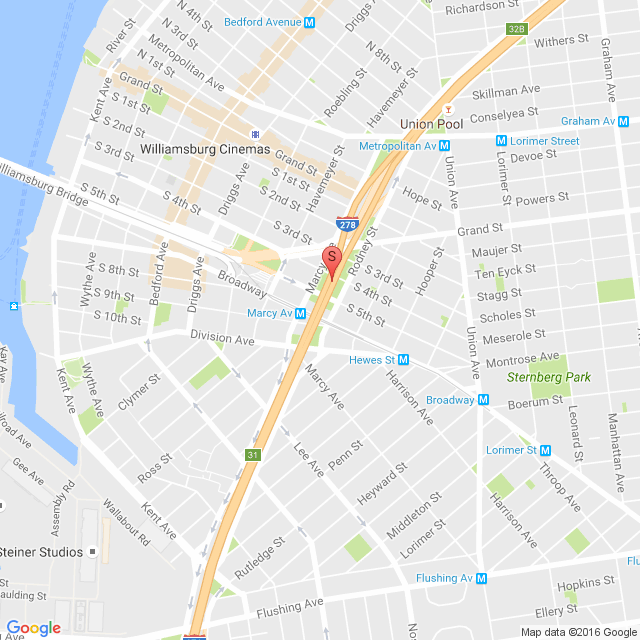 Richardson St
Bedford Avenue M
River St
N 3rd St
N 1st St
Driggs Ave
N 8th St
32B
Withers St
Graham Ave
Metropolitan Ave
Grand St
Kent Ave
S 1st St
S 2nd St
Roebling St
Havemeyer St
Skillman Ave
Conselyea St
Union Pool
Graham Av M
Metropolitan Av M
M Lorimer Street
Devoe St
Williamsburg Cinemas
S 3rd St
S 4th St
S 5th St
illiamsburg Bridge
Driggs Ave
Grand St
S 1st St
S 2nd St
Havemeyer St
Hope St
Union Ave
Lorimer St
Powers St
278
S 3rd St
Grand St
Rodney St
Maujer St
Hooper St
Ten Eyck St
S
Marcy Ave
S 3rd St
S 4th St
S 5th St
Stagg St
Scholes St
Meserole St
Montrose Ave
Wythe Ave
S 8th St
S 9th St
S 10th St
Bedford Ave
Driggs Ave
Broadway
Marcy Av M
Division Ave
Hewes St M
Union Ave
Sternberg Park
Kent Ave
Wythe Ave
Clymer St
Marcy Ave
Harrison Ave
Broadway M
Boerum St
Leonard St
Manhattan Ave
Kay Ave
ilroad Ave
Gee Ave
Assembly Rd
Ross St
31
Lee Ave
Penn St
Heyward St
Lorimer St M
Throop Ave
Harrison Ave
Kent Ave
Wallabout Rd
Steiner Studios
Middleton St
Lorimer St
Rutledge St
Flushing Av M
Flu
Hopkins St
Ellery St
aulding St
Flushing Ave
Google
Map data ©2016 Google